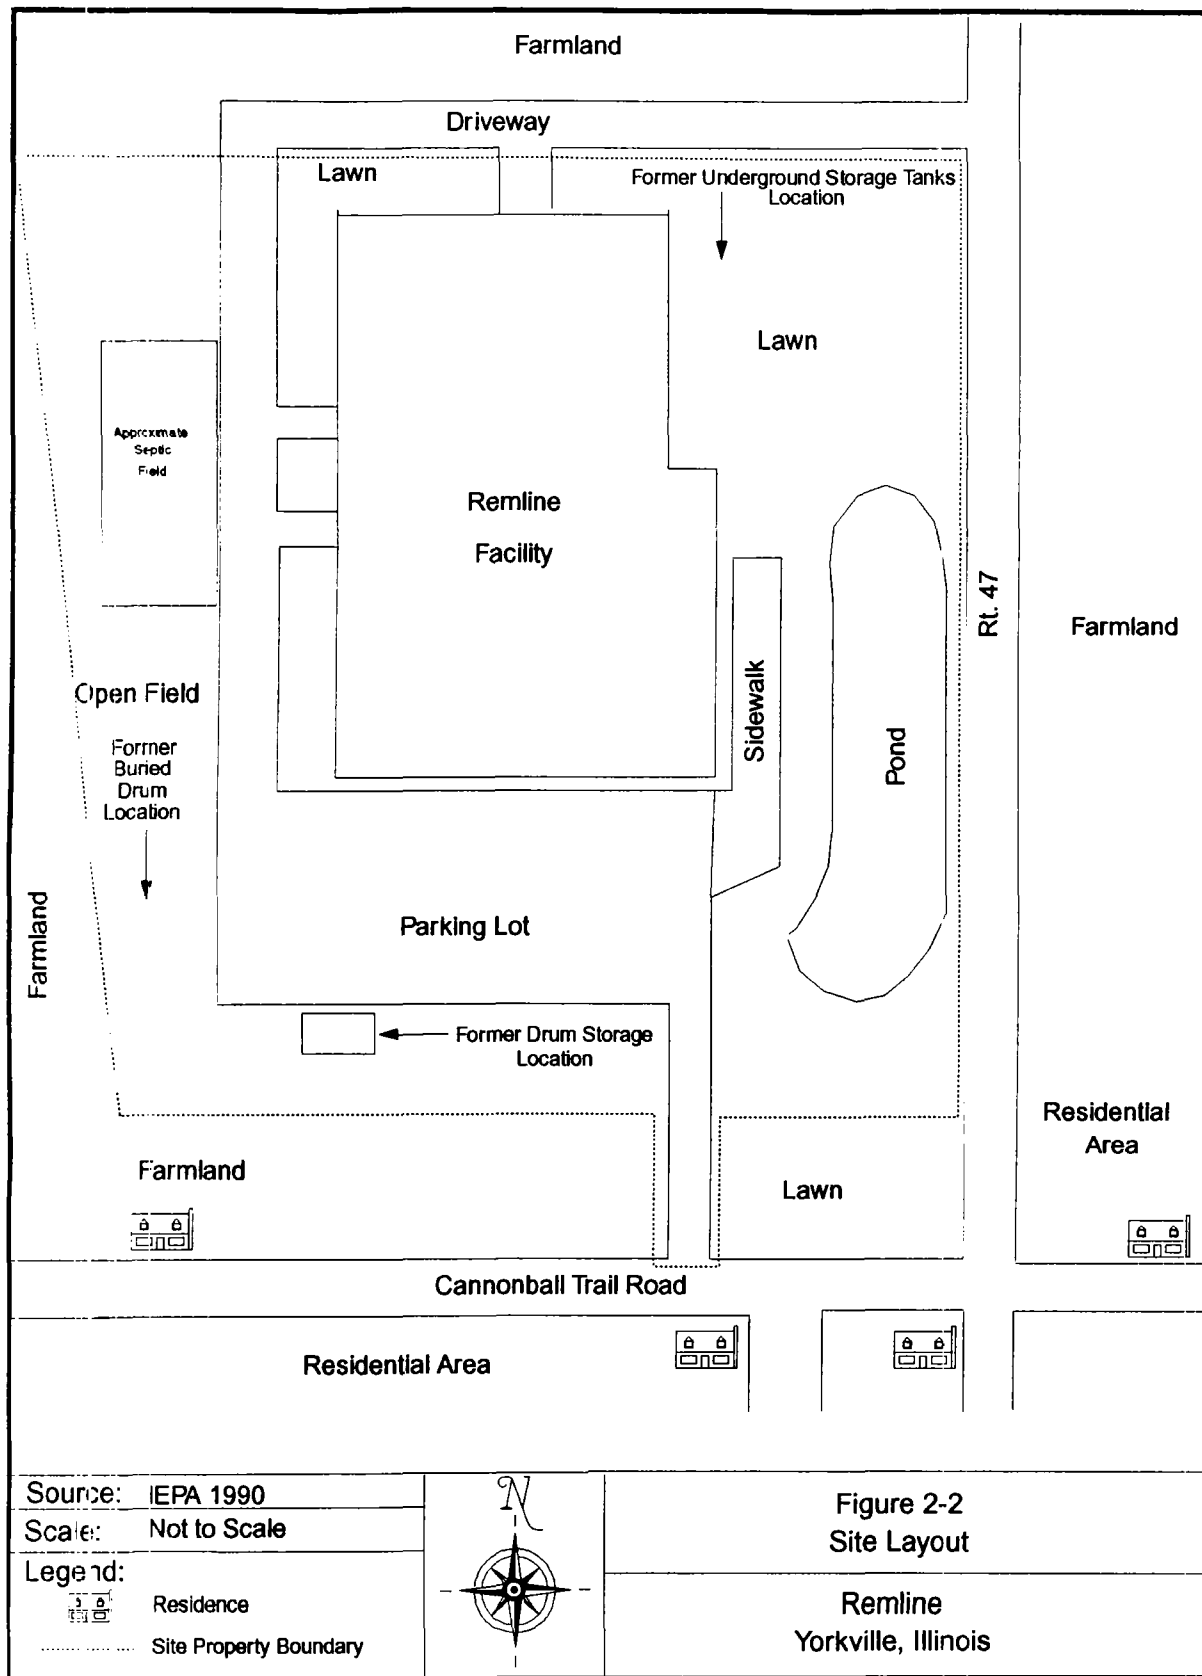 Farmland
Driveway
Lawn
Former Underground Storage Tanks
Location
Lawn
Approximate
Septic
Field
Remline
Facility
Rt. 47
Farmland
Open Field
Sidewalk
Pond
Former
Buried
Drum
Location
Farmland
Parking Lot
Former Drum Storage
Location
Residential
Area
Farmland
Lawn
Cannonball Trail Road
Residential Area
Source: IEPA 1990
Scale: Not to Scale
Legend:
Residence
Site Property Boundary
N
Figure 2-2
Site Layout
Remline
Yorkville, Illinois